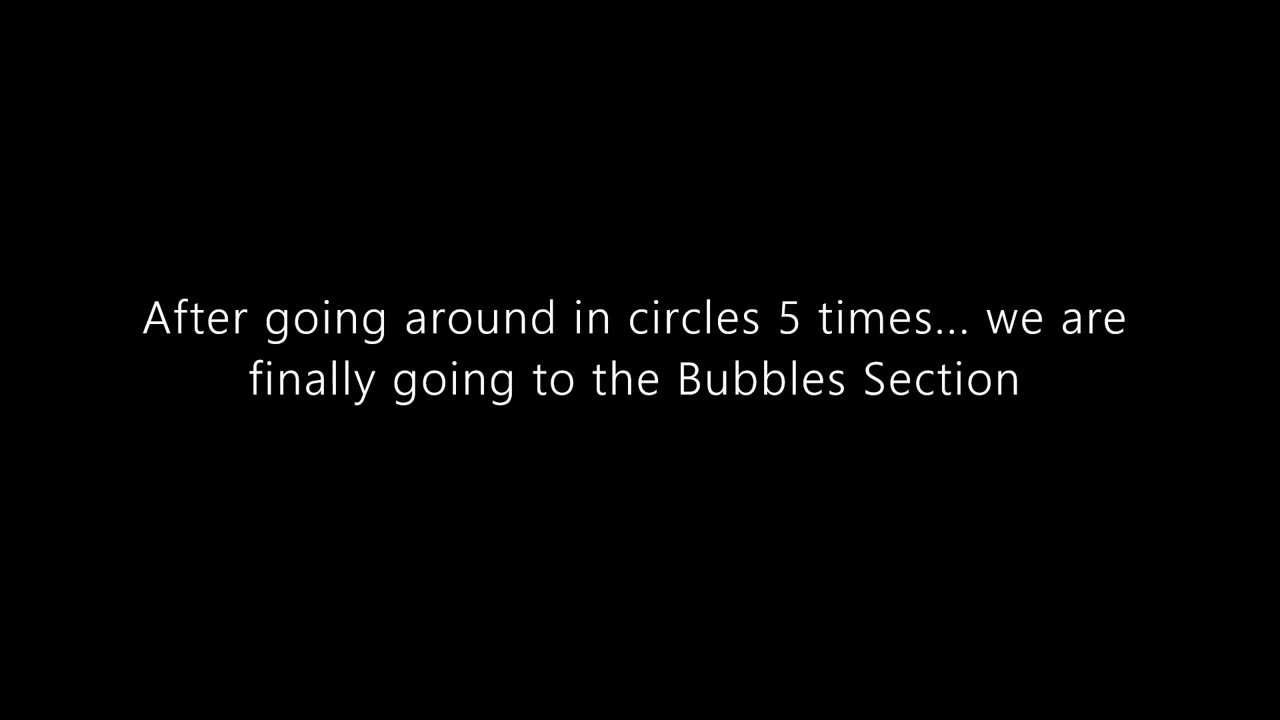 After going around in circles 5 times... we are
finally going to the Bubbles Section